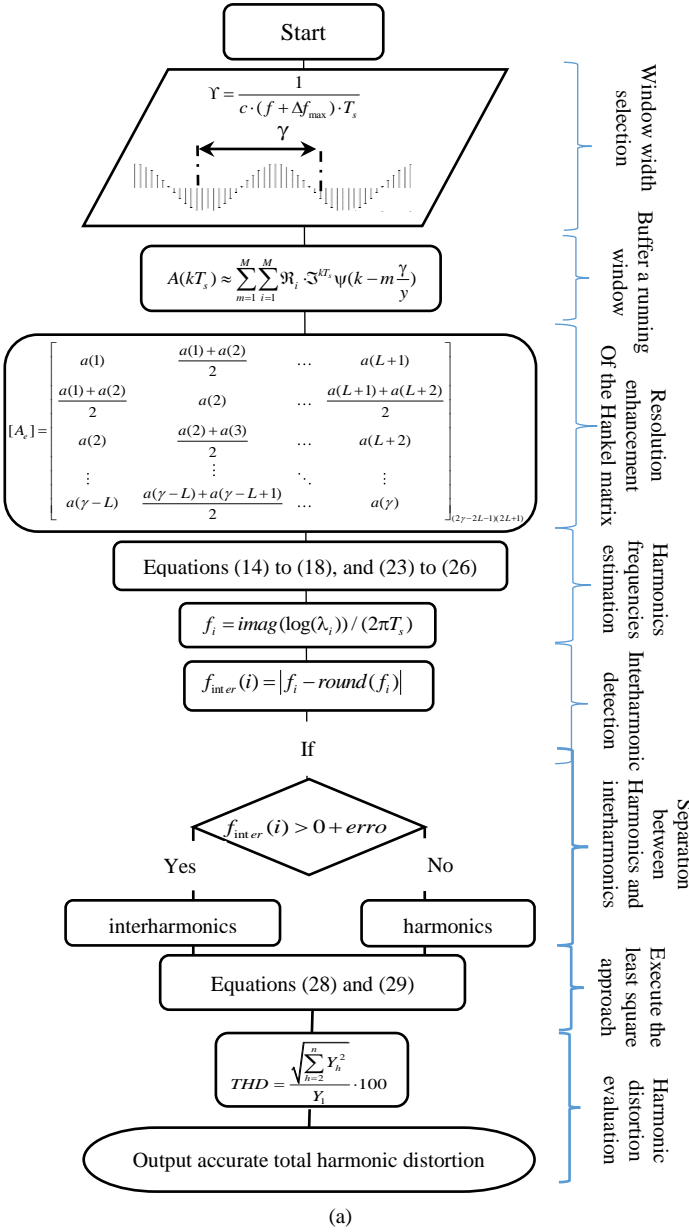 Start
ϒ = 1 / (c·(f + Δf_max)·T_s)
γ
Window width
selection
A(kT_s) ≈ ∑_{m=1}^{M} ∑_{i=1}^{M} ℜ_i · ℑ^{kT_s} ψ(k − m γ/y)
Buffer a running
window
[A_e] =
a(1) (a(1)+a(2))/2 … a(L+1)
(a(1)+a(2))/2 a(2) … (a(L+1)+a(L+2))/2
a(2) (a(2)+a(3))/2 … a(L+2)
⋮ ⋮ ⋱ ⋮
a(γ−L) (a(γ−L)+a(γ−L+1))/2 … a(γ)
(2γ−2L−1)(2L+1)
Resolution
enhancement
Of the Hankel matrix
Equations (14) to (18), and (23) to (26)
f_i = imag(log(λ_i)) / (2πT_s)
Harmonics
frequencies
estimation
f_inter(i) = |f_i − round(f_i)|
Interharmonic
detection
If
f_inter(i) > 0 + erro
Yes
No
interharmonics
harmonics
Separation
between
Harmonics and
interharmonics
Equations (28) and (29)
Execute the
least square
approach
THD = √(∑_{h=2}^{n} Y_h^2) / Y_1 · 100
Output accurate total harmonic distortion
Harmonic
distortion
evaluation
(a)